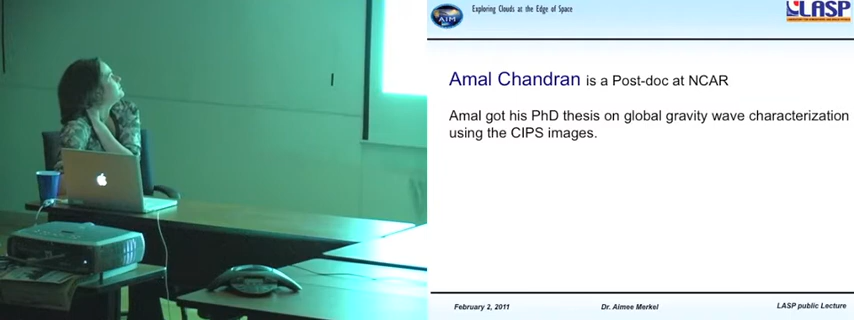 AIM
Exploring Clouds at the Edge of Space
LASP
Amal Chandran is a Post-doc at NCAR
Amal got his PhD thesis on global gravity wave characterization
using the CIPS images.
February 2, 2011
Dr. Aimee Merkel
LASP public Lecture